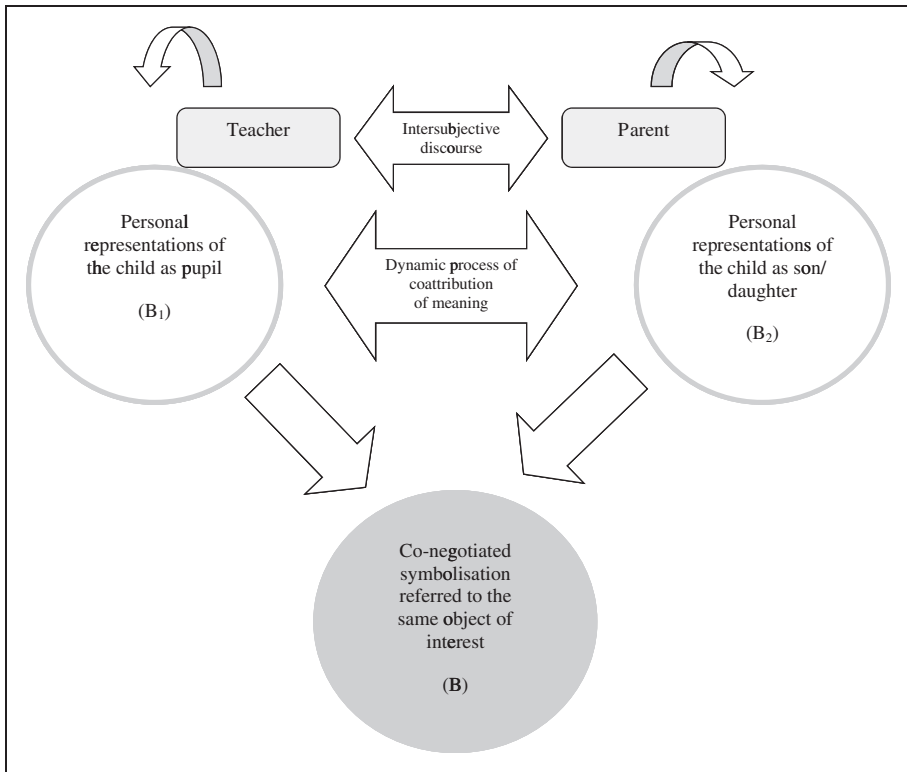 Teacher
Intersubjective
discourse
Parent
Personal
representations of
the child as pupil
(B₁)
Dynamic process of
coattribution
of meaning
Personal
representations of
the child as son/
daughter
(B₂)
Co-negotiated
symbolisation
referred to the
same object of
interest
(B)